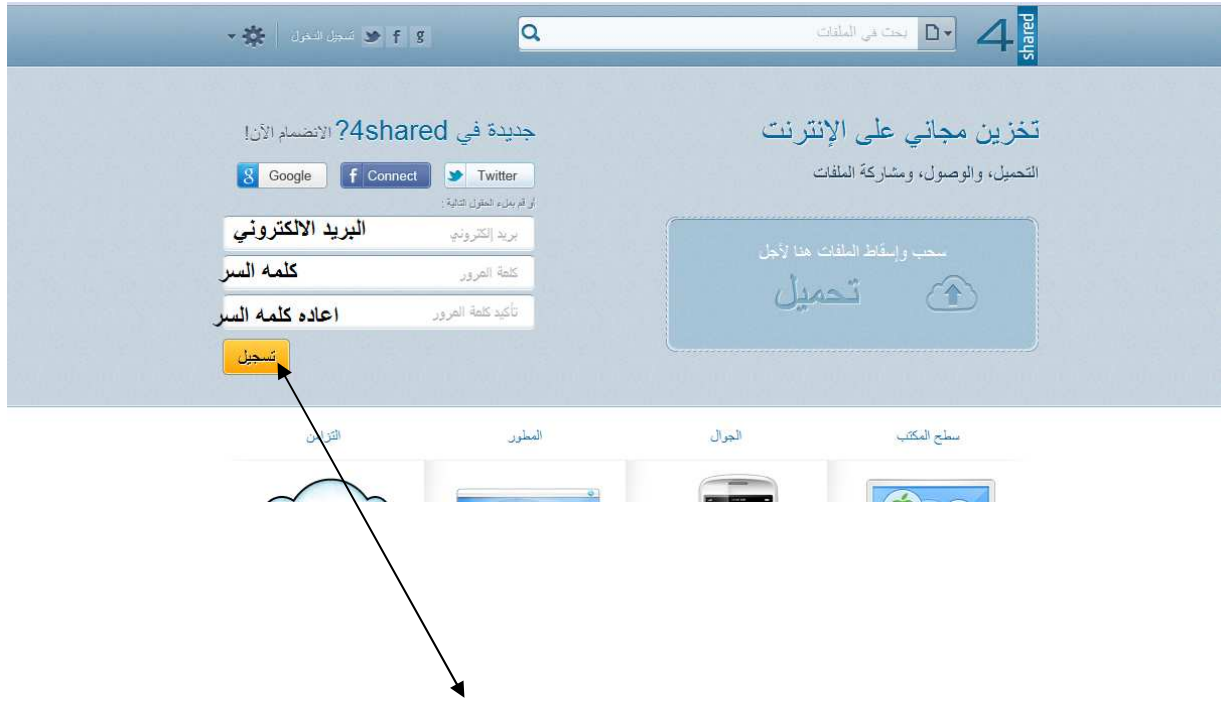 4shared
بحث في الملفات
تسجيل الدخول
تخزين مجاني على الإنترنت
التحميل، والوصول، ومشاركة الملفات
سحب وإسقاط الملفات هنا لأجل
تحميل
جديدة في 4shared? الانضمام الآن!
Twitter
Connect
Google
أو قم بملء الحقول التالية :
بريد إلكتروني البريد الالكتروني
كلمة المرور كلمه السر
تأكيد كلمة المرور اعاده كلمه السر
تسجيل
سطح المكتب
الجوال
المطور
التزامن